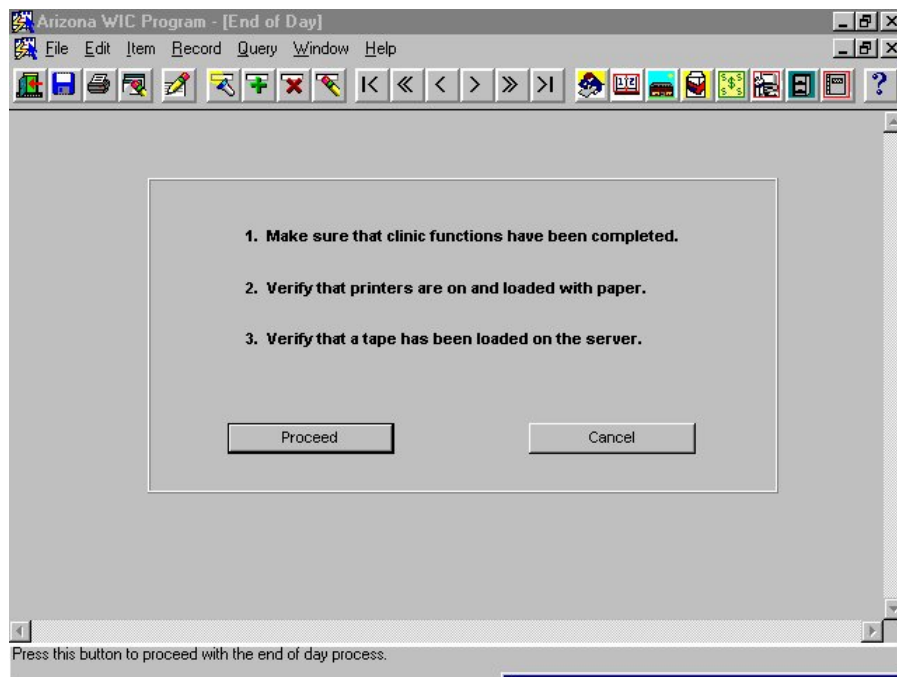 Arizona WIC Program - [End of Day]
File Edit Item Record Query Window Help
1. Make sure that clinic functions have been completed.
2. Verify that printers are on and loaded with paper.
3. Verify that a tape has been loaded on the server.
Proceed Cancel
Press this button to proceed with the end of day process.